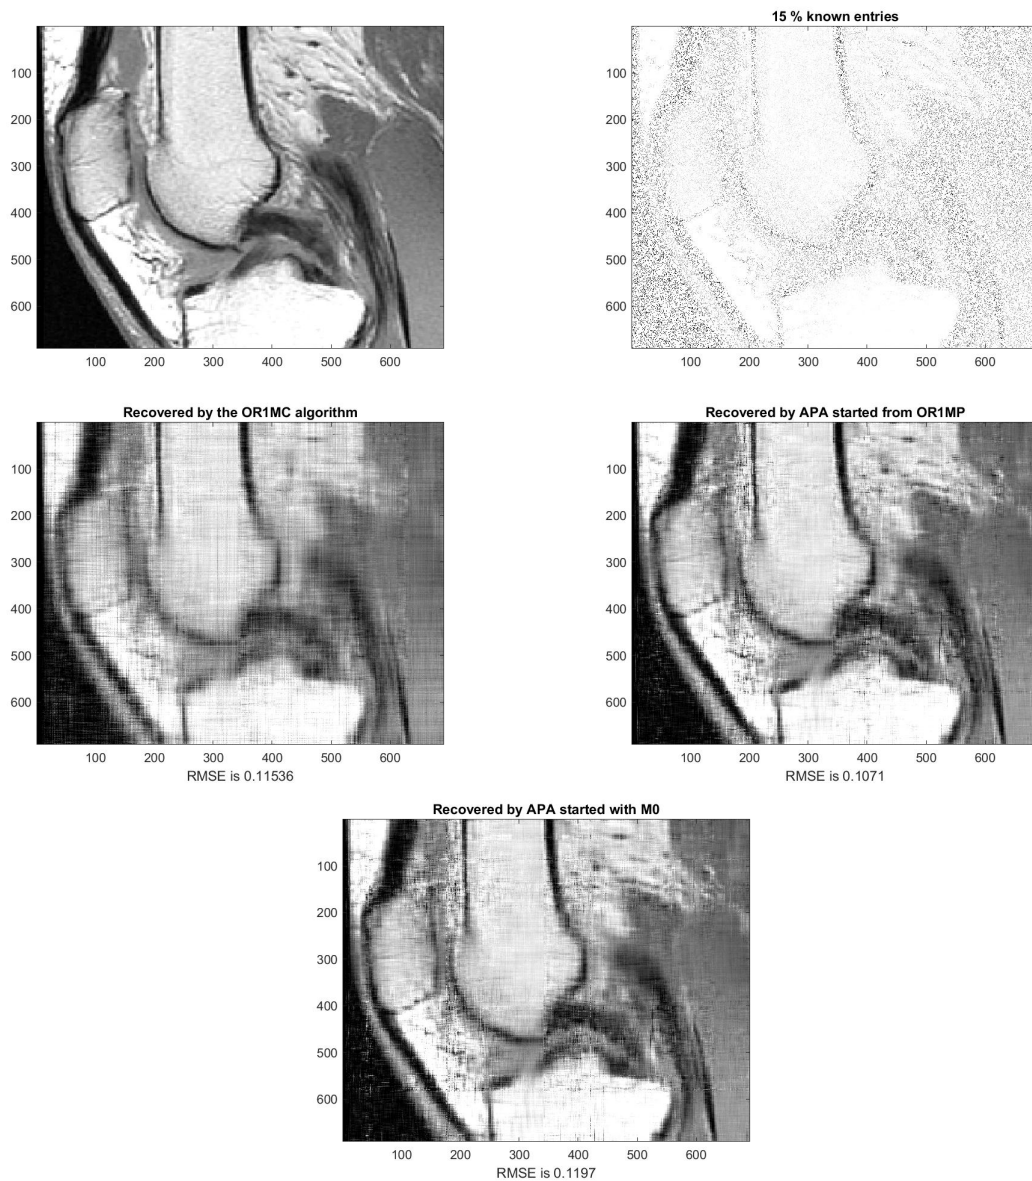 15 % known entries
100
200
300
400
500
600
100 200 300 400 500 600
100
200
300
400
500
600
100 200 300 400 500 600
Recovered by the OR1MC algorithm
100
200
300
400
500
600
100 200 300 400 500 600
RMSE is 0.11536
Recovered by APA started from OR1MP
100
200
300
400
500
600
100 200 300 400 500 600
RMSE is 0.1071
Recovered by APA started with M0
100
200
300
400
500
600
100 200 300 400 500 600
RMSE is 0.1197